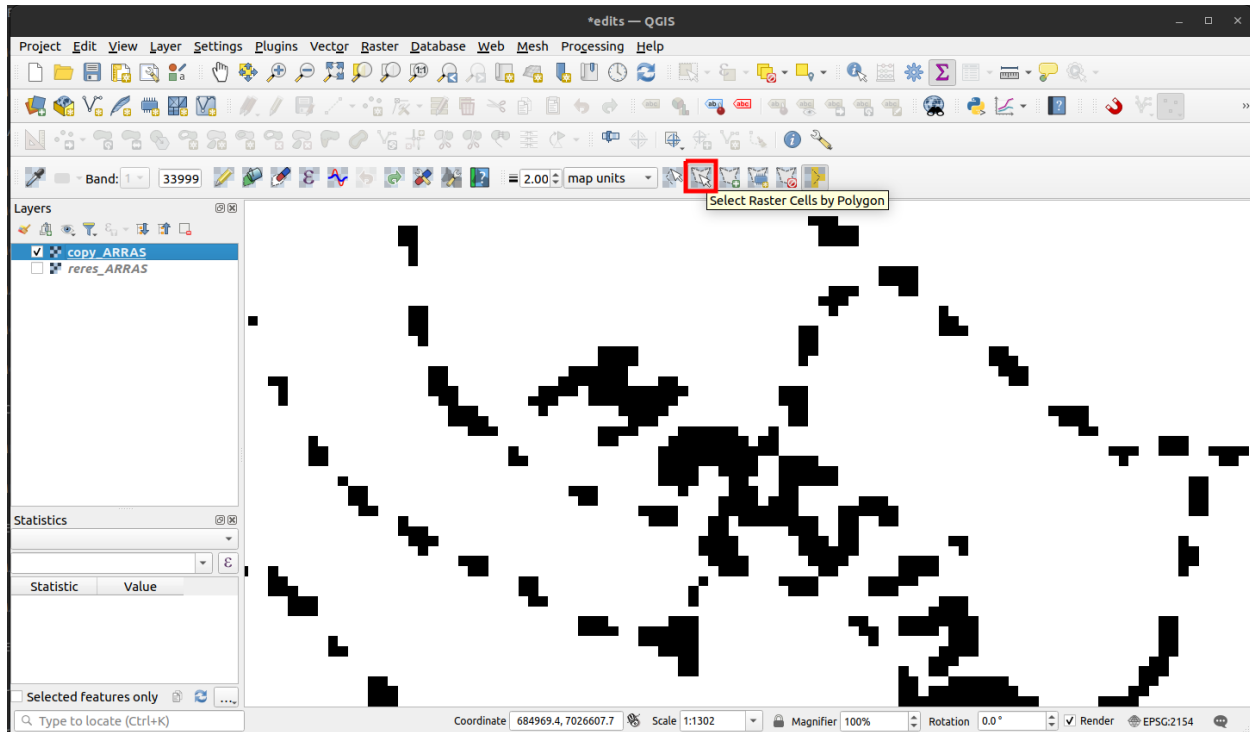 *edits — QGIS
Project Edit View Layer Settings Plugins Vector Raster Database Web Mesh Processing Help
Band: 1 33999 2.00 map units
Select Raster Cells by Polygon
Layers
copy_ARRAS
reres_ARRAS
Statistics
Statistic Value
Selected features only
Type to locate (Ctrl+K) Coordinate 684969.4, 7026607.7 Scale 1:1302 Magnifier 100% Rotation 0.0 ° Render EPSG:2154